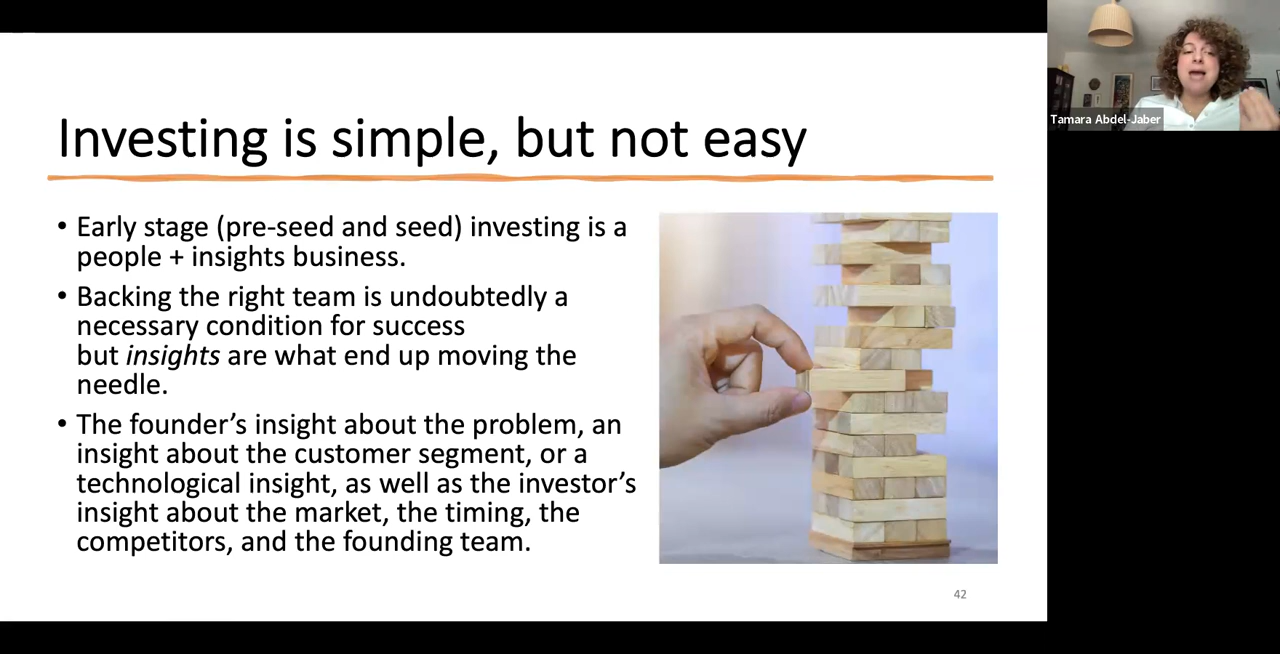 Investing is simple, but not easy
• Early stage (pre-seed and seed) investing is a
people + insights business.
• Backing the right team is undoubtedly a
necessary condition for success
but insights are what end up moving the
needle.
• The founder’s insight about the problem, an
insight about the customer segment, or a
technological insight, as well as the investor’s
insight about the market, the timing, the
competitors, and the founding team.
42
Tamara Abdel-Jaber